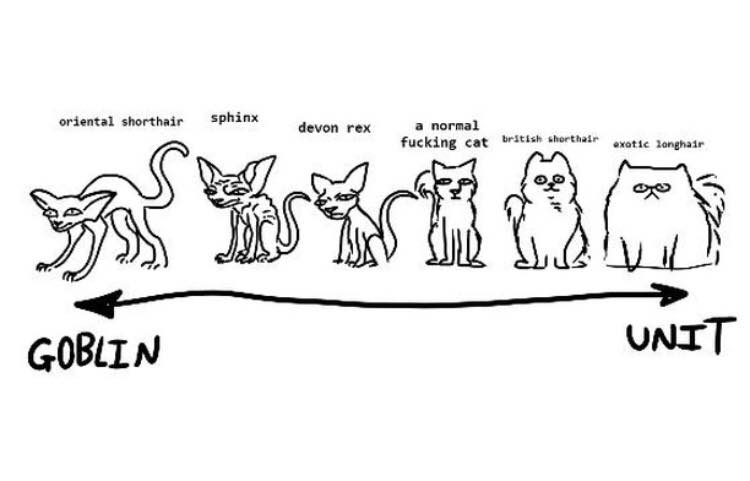 oriental shorthair
sphinx
devon rex
a normal
fucking cat
british shorthair
exotic longhair
GOBLIN
UNIT